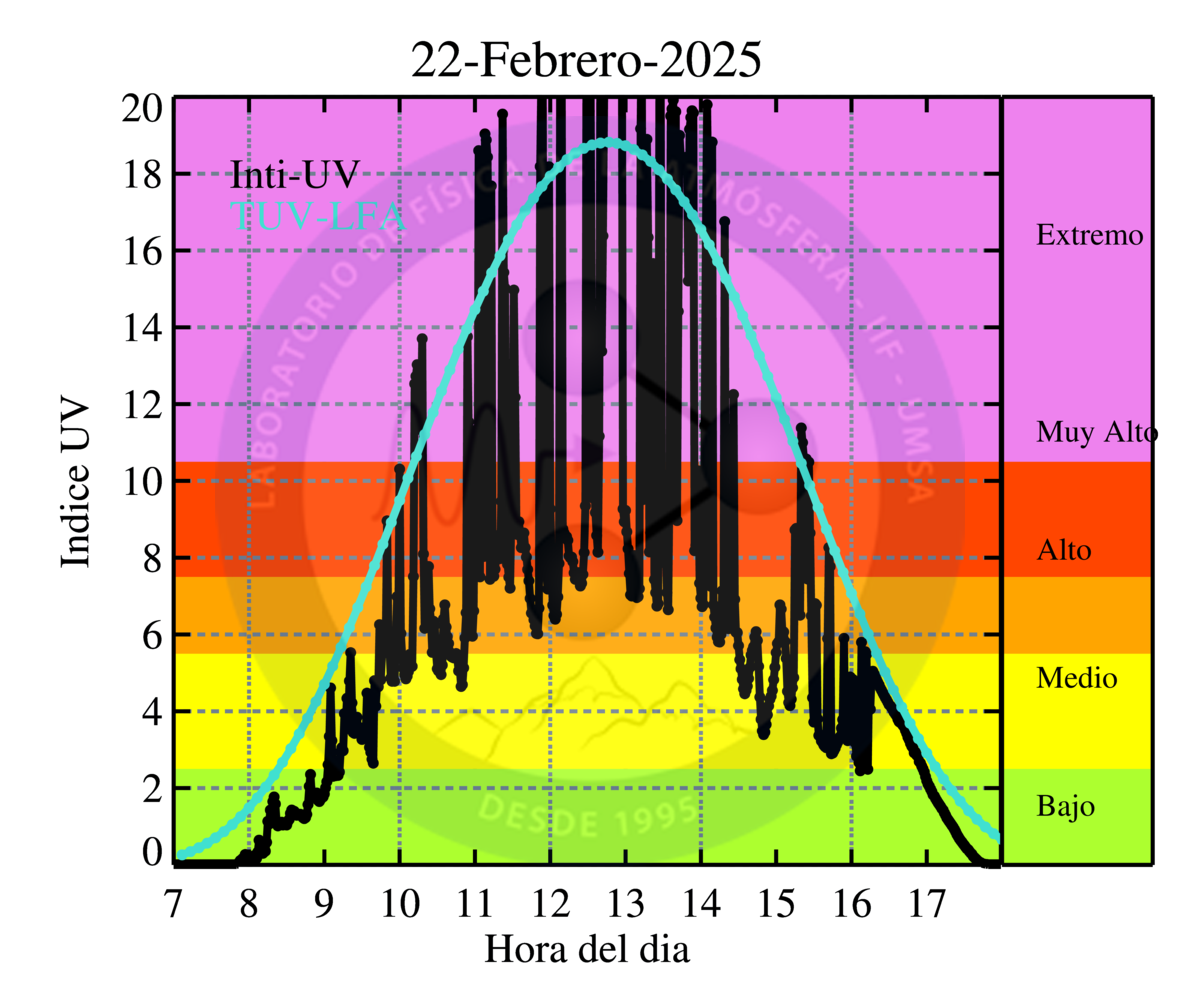 22-Febrero-2025
20
18
16
14
12
10
8
6
4
2
0
Indice UV
Inti-UV
TUV-LFA
LABORATORIO DE FÍSICA DE LA ATMÓSFERA - IIF - UMSA
DESDE 1995
Extremo
Muy Alto
Alto
Medio
Bajo
7 8 9 10 11 12 13 14 15 16 17
Hora del dia